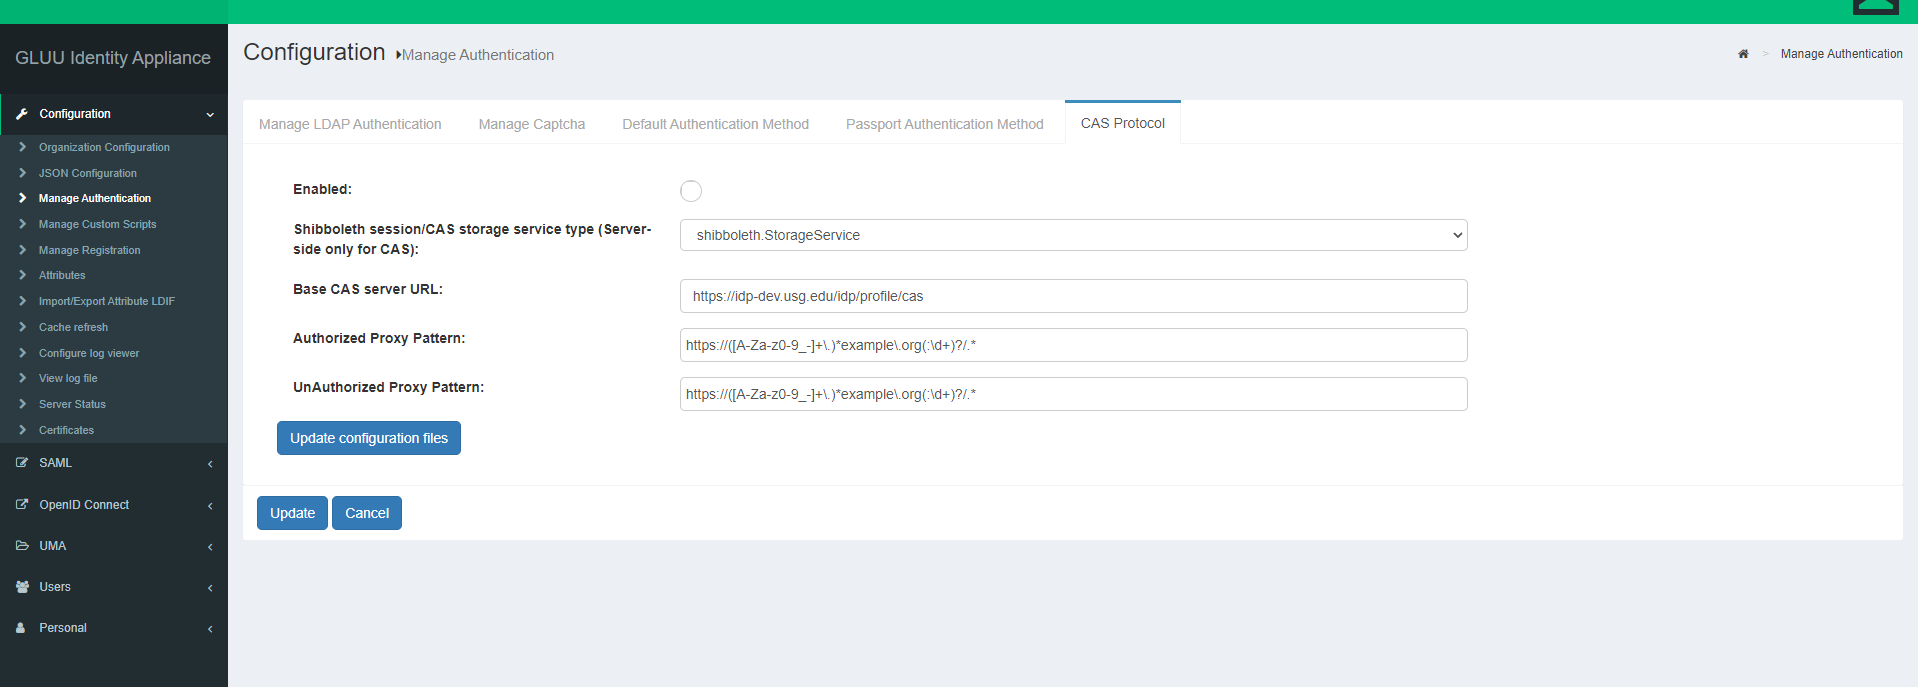 GLUU Identity Appliance
Configuration
Organization Configuration
JSON Configuration
Manage Authentication
Manage Custom Scripts
Manage Registration
Attributes
Import/Export Attribute LDIF
Cache refresh
Configure log viewer
View log file
Server Status
Certificates
SAML
OpenID Connect
UMA
Users
Personal
Configuration Manage Authentication
> Manage Authentication
Manage LDAP Authentication Manage Captcha Default Authentication Method Passport Authentication Method CAS Protocol
Enabled:
Shibboleth session/CAS storage service type (Server-
side only for CAS):
shibboleth.StorageService
Base CAS server URL:
https://idp-dev.usg.edu/idp/profile/cas
Authorized Proxy Pattern:
https://([A-Za-z0-9_-]+\.)*example\.org(:\d+)?/.*
UnAuthorized Proxy Pattern:
https://([A-Za-z0-9_-]+\.)*example\.org(:\d+)?/.*
Update configuration files
Update Cancel